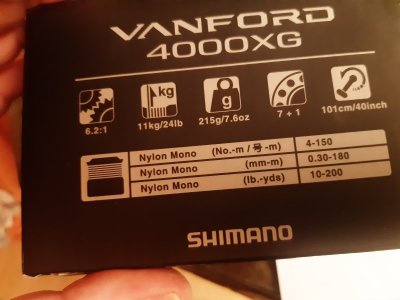 VANFORD
4000XG
kg
g
6.2:1
11kg/24lb
215g/7.6oz
7 + 1
101cm/40inch
Nylon Mono (No.-m / 号-m) 4-150
Nylon Mono (mm-m) 0.30-180
Nylon Mono (lb.-yds) 10-200
SHIMANO